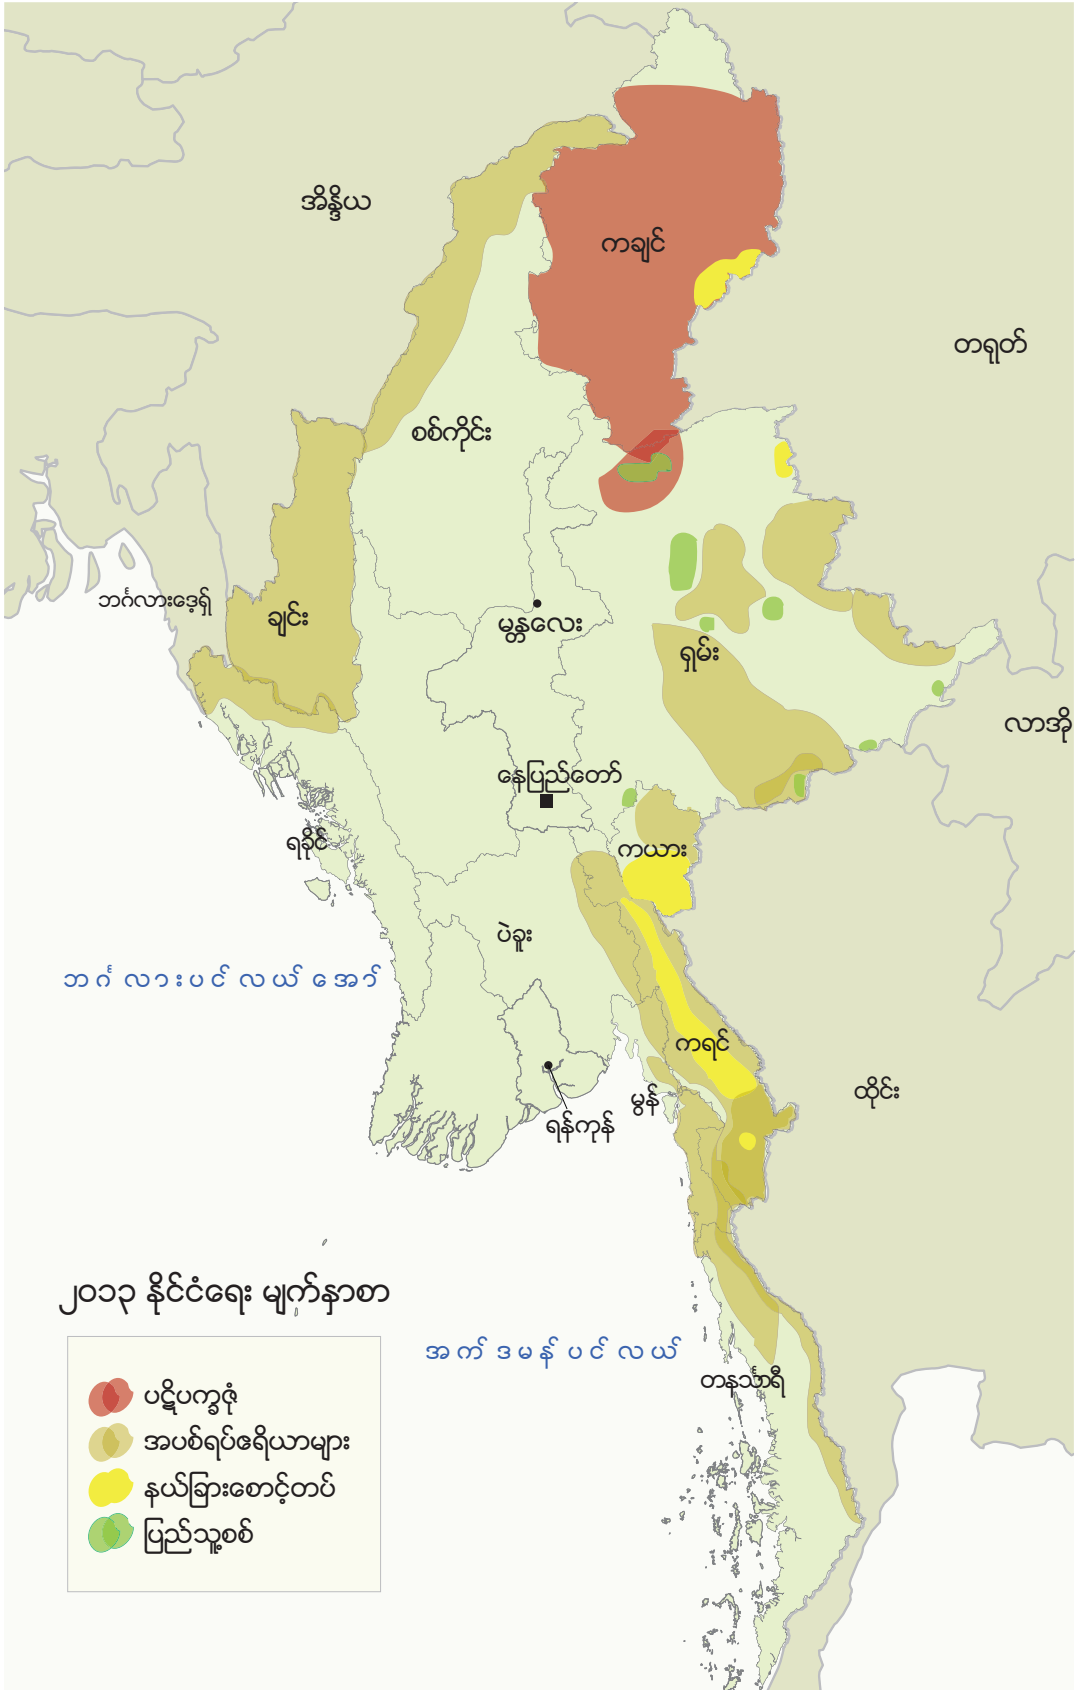 အိန္ဒိယ
ကချင်
တရုတ်
စစ်ကိုင်း
ဘင်္ဂလားဒေ့ရှ်
ချင်း
မန္တလေး
ရှမ်း
လာအို
နေပြည်တော်
ရခိုင်
ကယား
ပဲခူး
ဘင်္ဂလားပင်လယ်အော်
ကရင်
မွန်
ထိုင်း
ရန်ကုန်
၂၀၁၃ နိုင်ငံရေး မျက်နှာစာ
အက်ဒမန်ပင်လယ်
တနင်္သာရီ
ပဋိပက္ခဇုံ
အပစ်ရပ်ဧရိယာများ
နယ်ခြားစောင့်တပ်
ပြည်သူ့စစ်